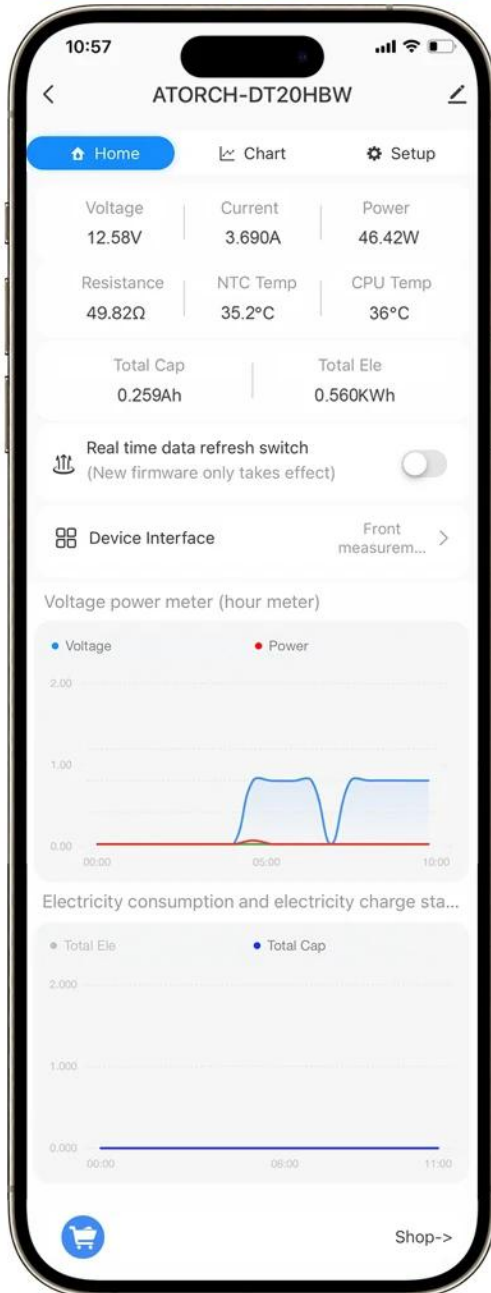 10:57
ATORCH-DT20HBW
Home
Chart
Setup
Voltage
Current
Power
12.58V
3.690A
46.42W
Resistance
NTC Temp
CPU Temp
49.82Ω
35.2°C
36°C
Total Cap
Total Ele
0.259Ah
0.560KWh
Real time data refresh switch
(New firmware only takes effect)
Device Interface
Front
measurem...
Voltage power meter (hour meter)
Voltage
Power
2.00
1.00
0.00
00:00
05:00
10:00
Electricity consumption and electricity charge sta...
Total Ele
Total Cap
2.000
1.000
0.000
00:00
06:00
11:00
Shop->